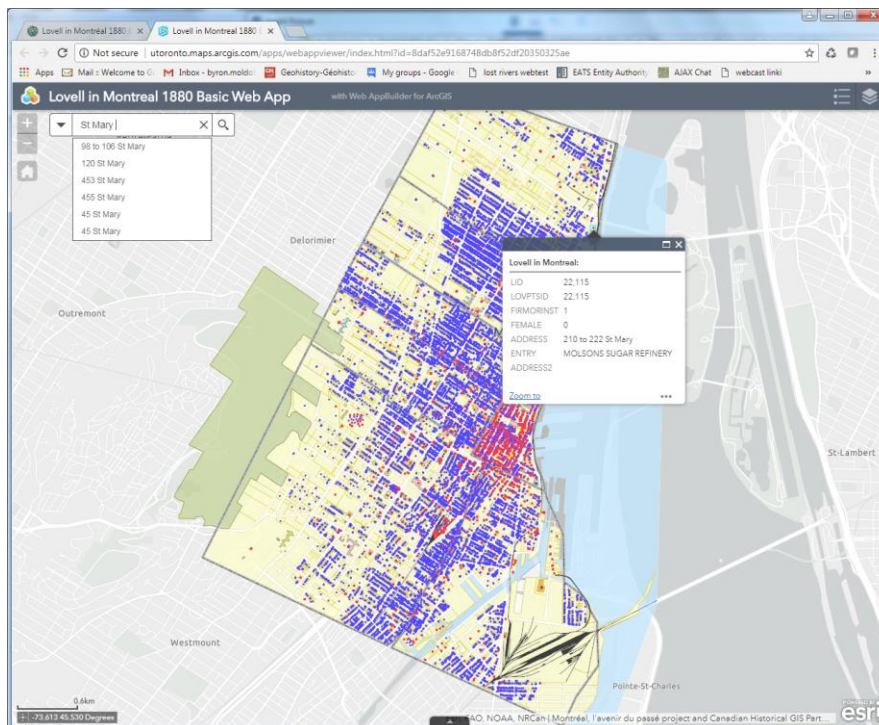 Lovell in Montréal 1880 E
Lovell in Montreal 1880 E
Not secure | utoronto.maps.arcgis.com/apps/webappviewer/index.html?id=8daf52e9168748db8f52df20350325ae
Apps Mail :: Welcome to G Inbox - byron.moldo Geohistory-Géohisto My groups - Google lost rivers webtest EATS Entity Authority AJAX Chat webcast linki »
Lovell in Montreal 1880 Basic Web App with Web AppBuilder for ArcGIS
St Mary
98 to 106 St Mary
120 St Mary
453 St Mary
455 St Mary
45 St Mary
45 St Mary
Delorimier
Outremont
Lovell in Montreal:
LID 22,115
LOVPTSID 22,115
FIRMORINST 1
FEMALE 0
ADDRESS 210 to 222 St Mary
ENTRY MOLSONS SUGAR REFINERY
ADDRESS2
Zoom to
St-Lambert
Westmount
Pointe-St-Charles
0.6km
-73.613 45.530 Degrees
FAO, NOAA, NRCan | Montréal, l'avenir du passé project and Canadian Historical GIS Part...
POWERED BY
esri